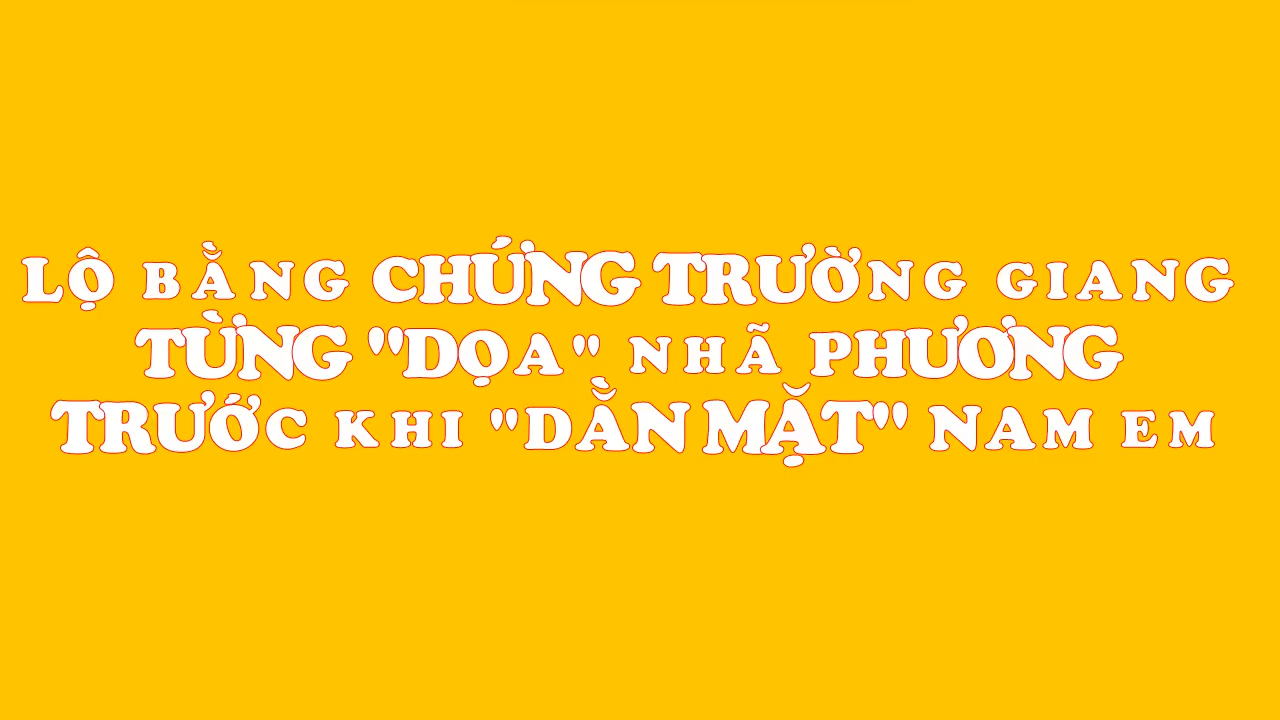 LỘ BẰNG CHỨNG TRƯỜNG GIANG
TỪNG "DỌA" NHÃ PHƯƠNG
TRƯỚC KHI "DẰN MẶT" NAM EM